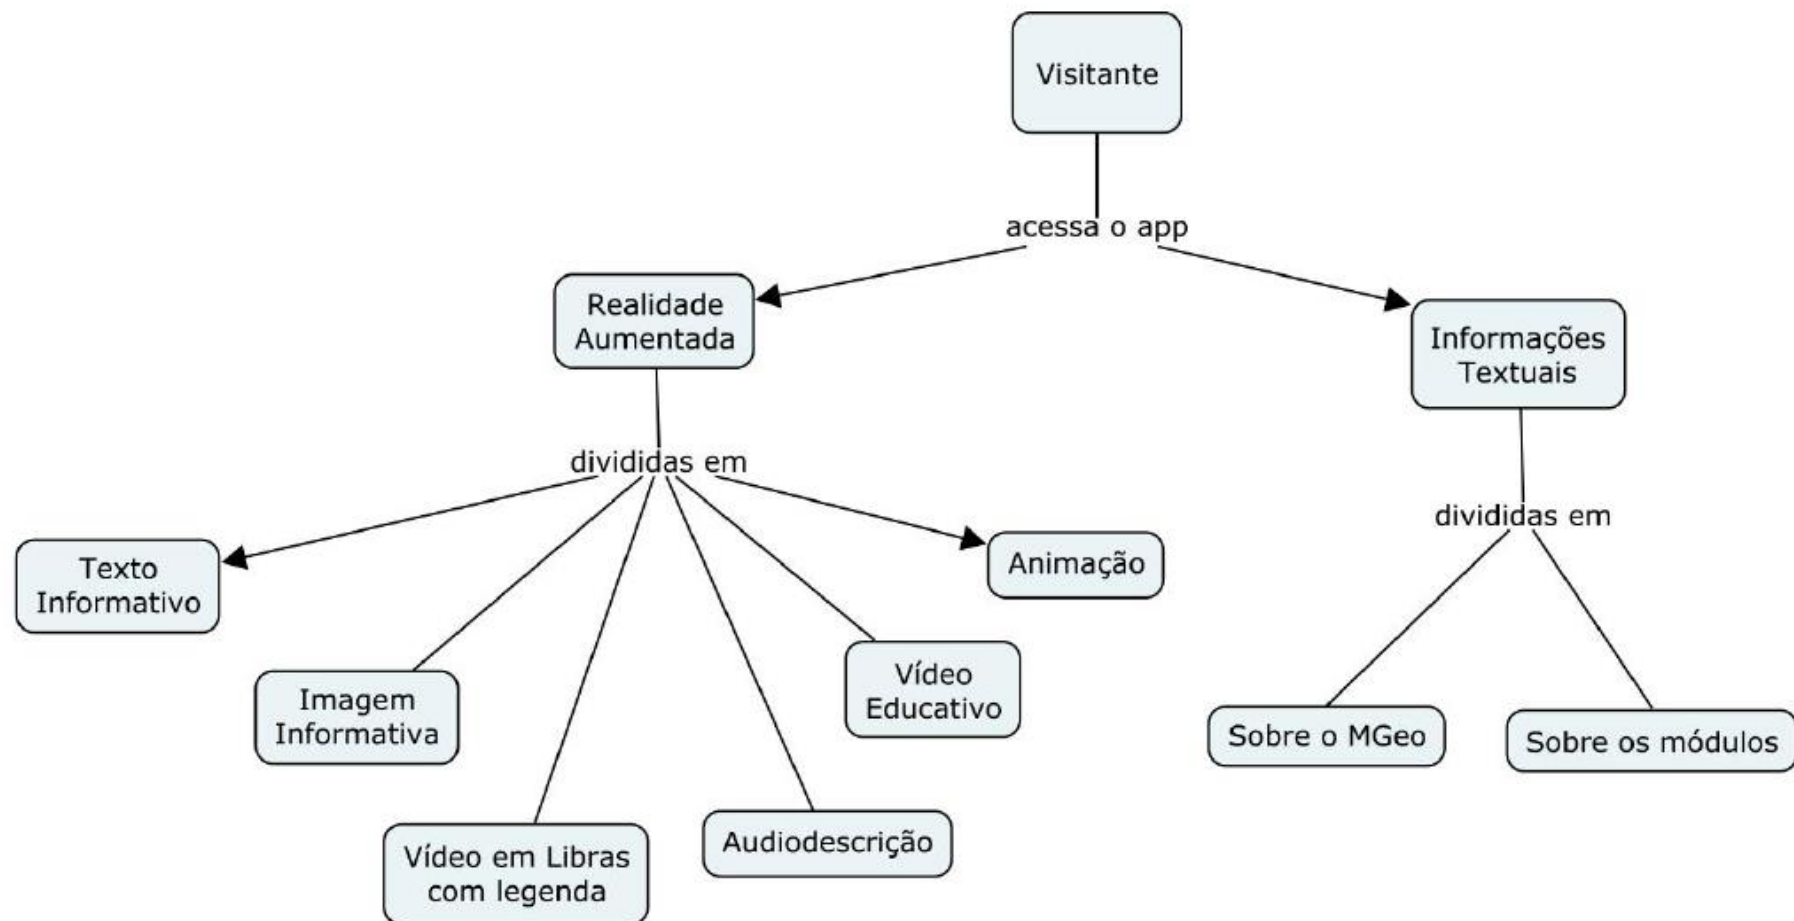 Visitante
acessa o app
Realidade
Aumentada
Informações
Textuais
divididas em
divididas em
Texto
Informativo
Imagem
Informativa
Vídeo em Libras
com legenda
Audiodescrição
Vídeo
Educativo
Animação
Sobre o MGeo
Sobre os módulos